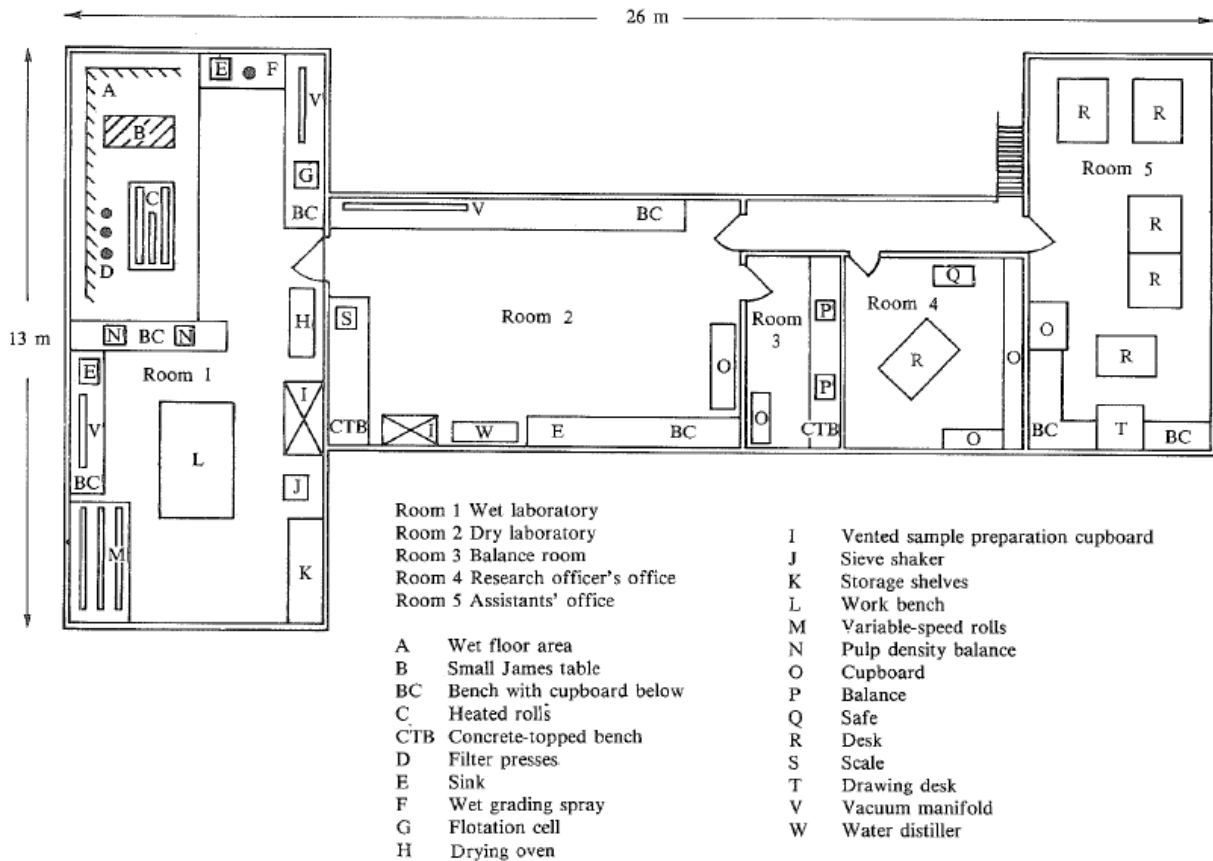 26 m
E
F
A
V
B
R
R
Room 5
G
C
BC
V
BC
R
D
Q
R
H
S
Room 2
Room 3
P
Room 4
O
13 m
N
BC
N
O
R
O
R
E
Room 1
I
P
V
L
CTB
I
W
E
BC
O
CTB
O
BC
T
BC
BC
J
M
K
Room 1 Wet laboratory
Room 2 Dry laboratory
Room 3 Balance room
Room 4 Research officer's office
Room 5 Assistants' office
A Wet floor area
B Small James table
BC Bench with cupboard below
C Heated rolls
CTB Concrete-topped bench
D Filter presses
E Sink
F Wet grading spray
G Flotation cell
H Drying oven
I Vented sample preparation cupboard
J Sieve shaker
K Storage shelves
L Work bench
M Variable-speed rolls
N Pulp density balance
O Cupboard
P Balance
Q Safe
R Desk
S Scale
T Drawing desk
V Vacuum manifold
W Water distiller